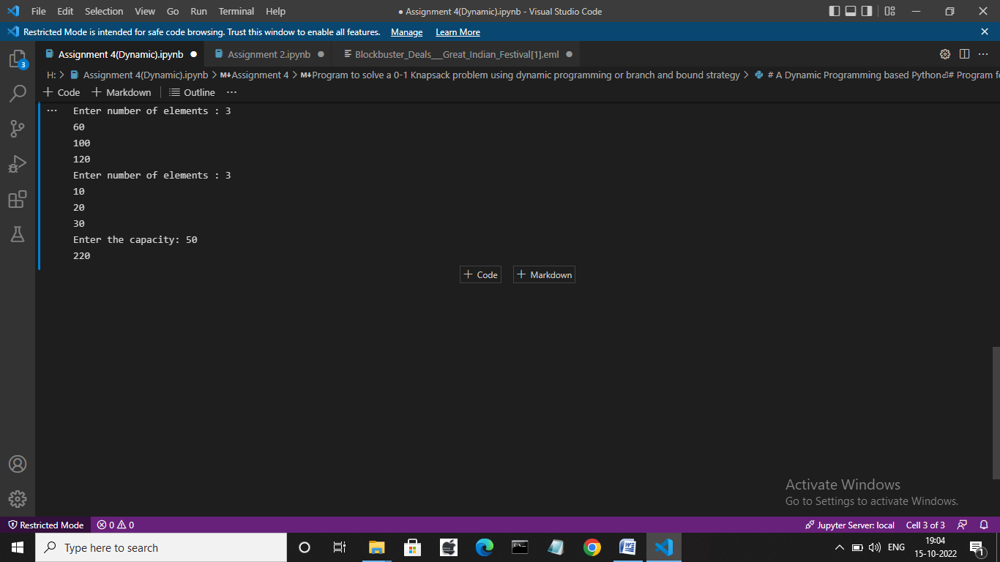 File Edit Selection View Go Run Terminal Help ● Assignment 4(Dynamic).ipynb - Visual Studio Code
Restricted Mode is intended for safe code browsing. Trust this window to enable all features. Manage Learn More
Assignment 4(Dynamic).ipynb ● Assignment 2.ipynb ● Blockbuster_Deals___Great_Indian_Festival[1].eml ●
3
H: > Assignment 4(Dynamic).ipynb > M↓Assignment 4 > M↓Program to solve a 0-1 Knapsack problem using dynamic programming or branch and bound strategy > # A Dynamic Programming based Python⏎# Program fo
+ Code + Markdown Outline ...
... Enter number of elements : 3
60
100
120
Enter number of elements : 3
10
20
30
Enter the capacity: 50
220
+ Code + Markdown
Activate Windows
Go to Settings to activate Windows.
Restricted Mode 0 0 Jupyter Server: local Cell 3 of 3
Type here to search ENG 19:04
15-10-2022 1